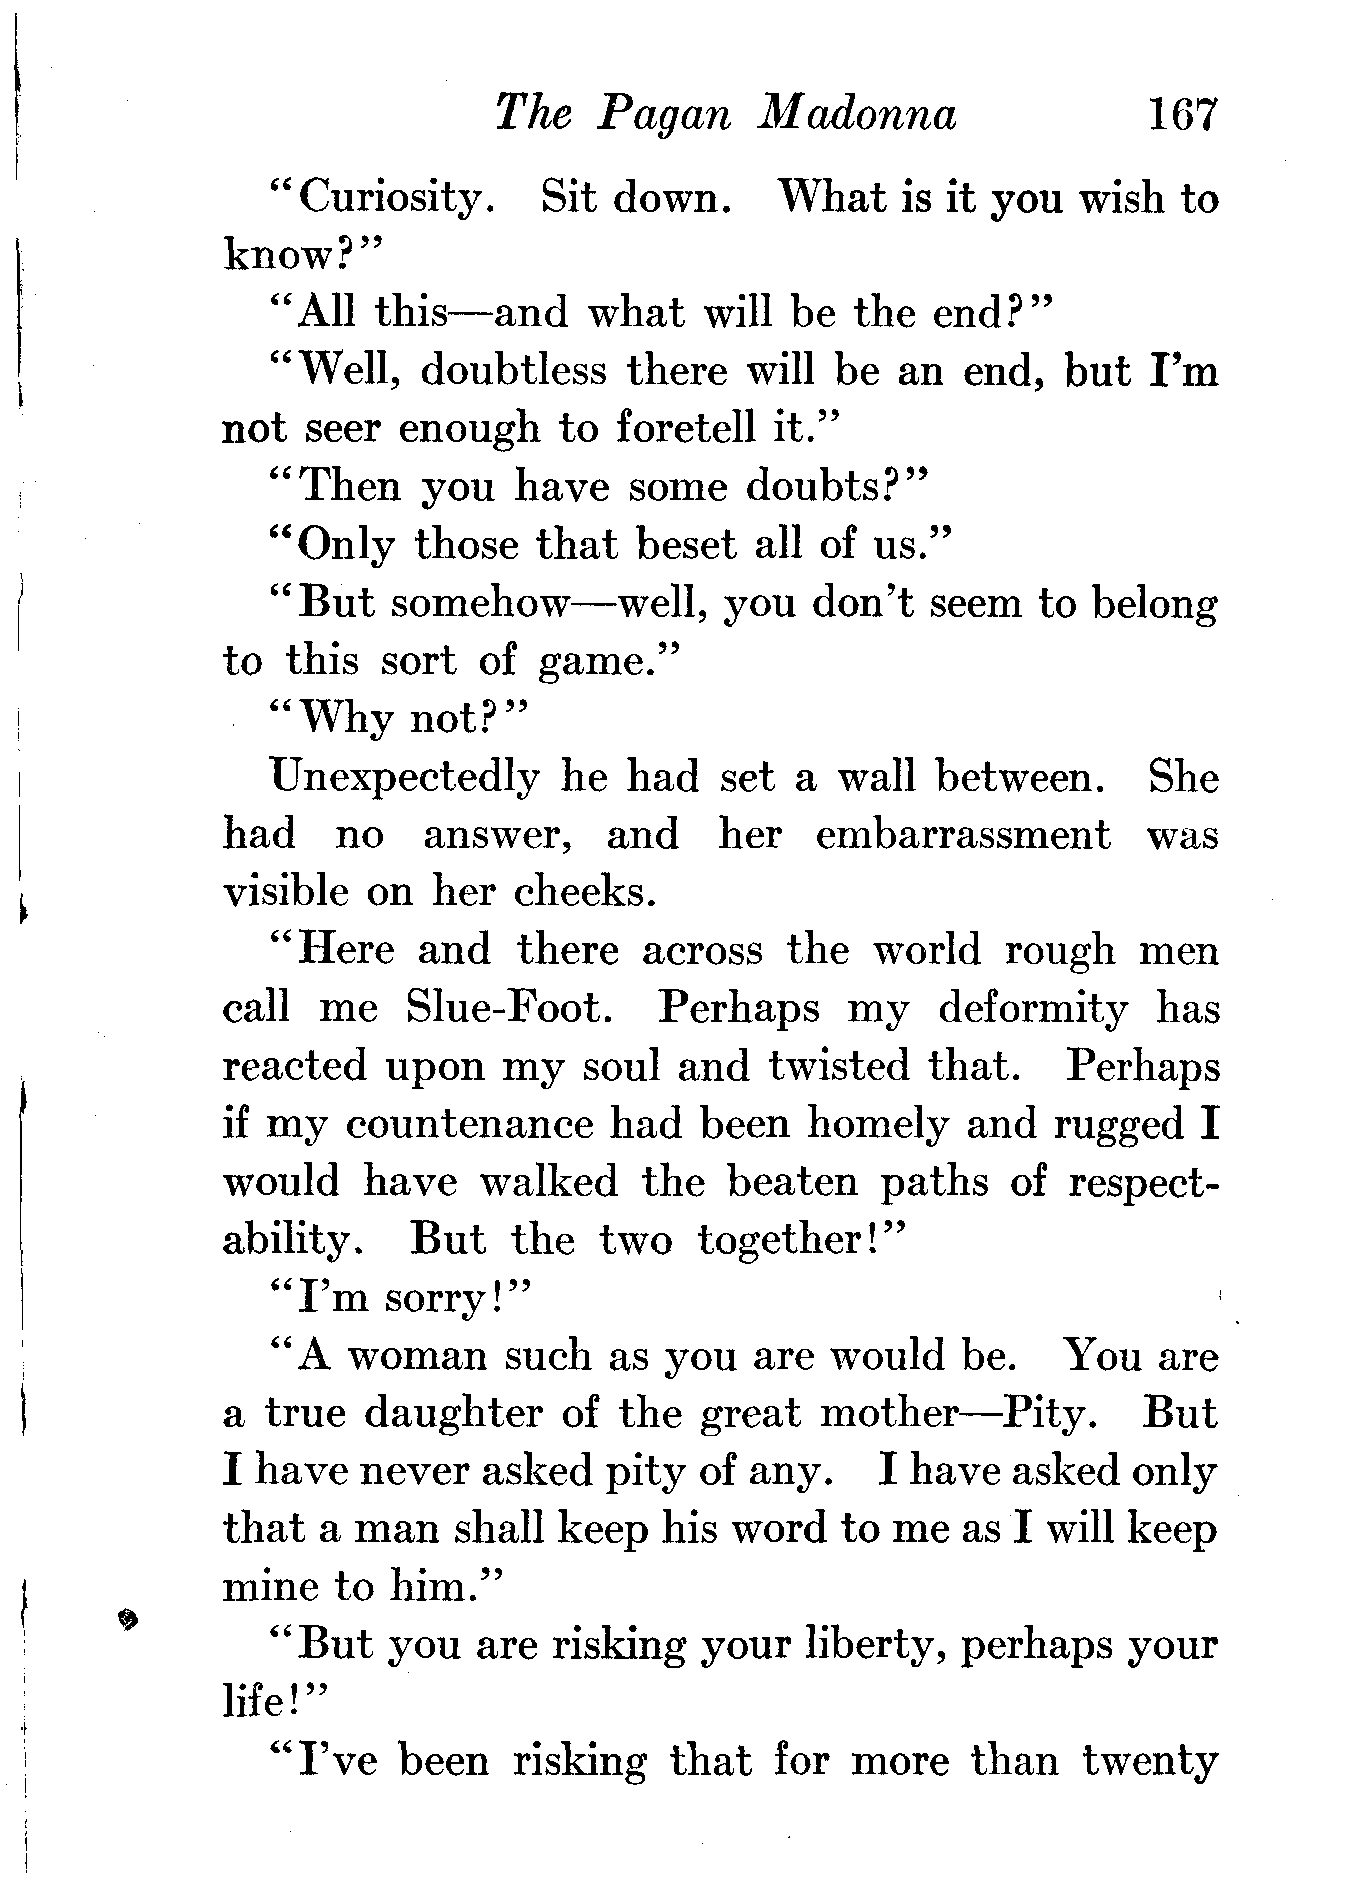 The Pagan Madonna 167
“Curiosity. Sit down. What is it you wish to
know?”
“All this—and what will be the end?”
“Well, doubtless there will be an end, but I’m
not seer enough to foretell it.”
“Then you have some doubts?”
“Only those that beset all of us.”
“But somehow—well, you don’t seem to belong
to this sort of game.”
“Why not?”
Unexpectedly he had set a wall between. She
had no answer, and her embarrassment was
visible on her cheeks.
“Here and there across the world rough men
call me Slue-Foot. Perhaps my deformity has
reacted upon my soul and twisted that. Perhaps
if my countenance had been homely and rugged I
would have walked the beaten paths of respect-
ability. But the two together!”
“I’m sorry!”
“A woman such as you are would be. You are
a true daughter of the great mother—Pity. But
I have never asked pity of any. I have asked only
that a man shall keep his word to me as I will keep
mine to him.”
“But you are risking your liberty, perhaps your
life!”
“I’ve been risking that for more than twenty